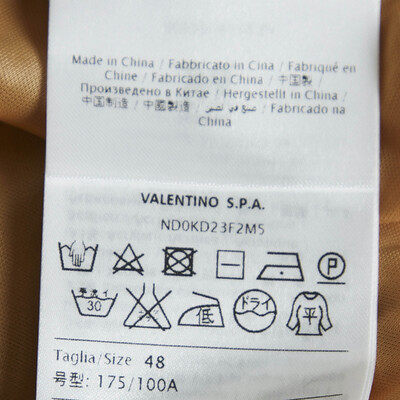 Made in China / Fabbricato in Cina / Fabriqué en
Chine / Fabricado en China / 中国製 /
Произведено в Китае / Hergestellt in China /
中国制造 / 中國製造 / صنع في الصين / Fabricado na
China
VALENTINO S.P.A.
ND0KD23F2M5
P
30
低
ドライ
平
Taglia/Size 48
号型: 175/100A